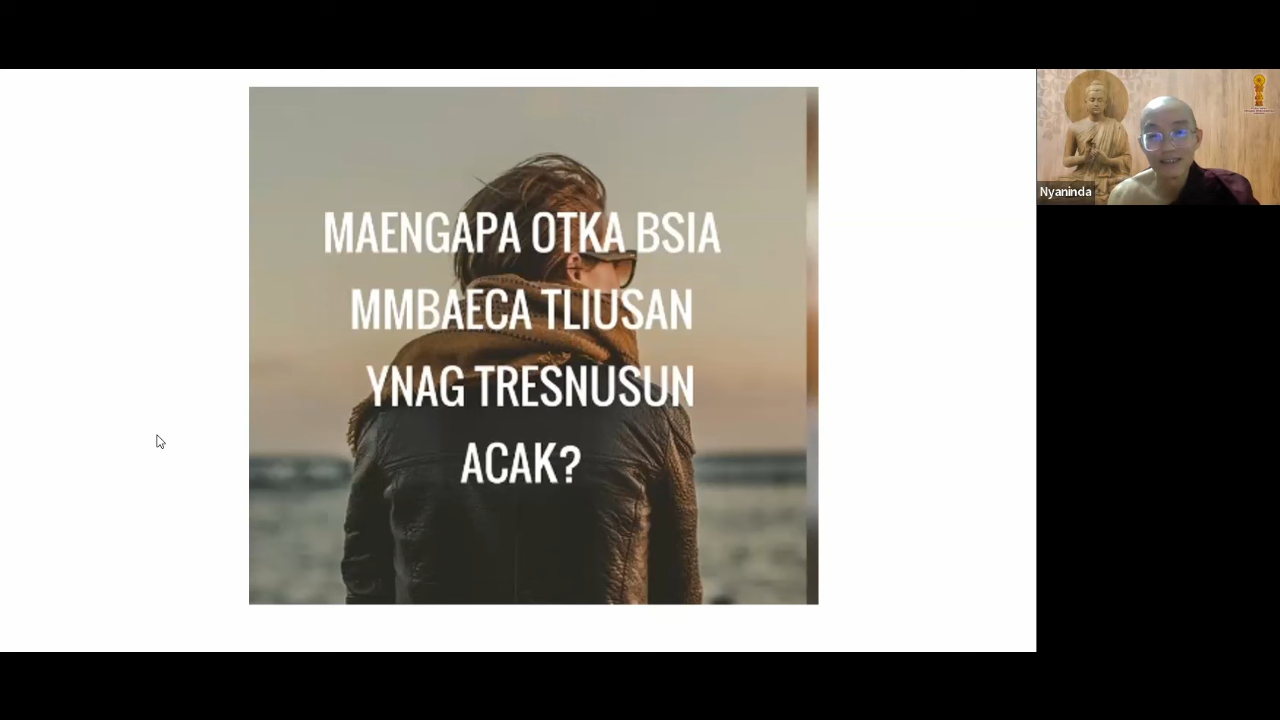 MAENGAPA OTKA BSIA
MMBAECA TLIUSAN
YNAG TRESNUSUN
ACAK?
Nyaninda